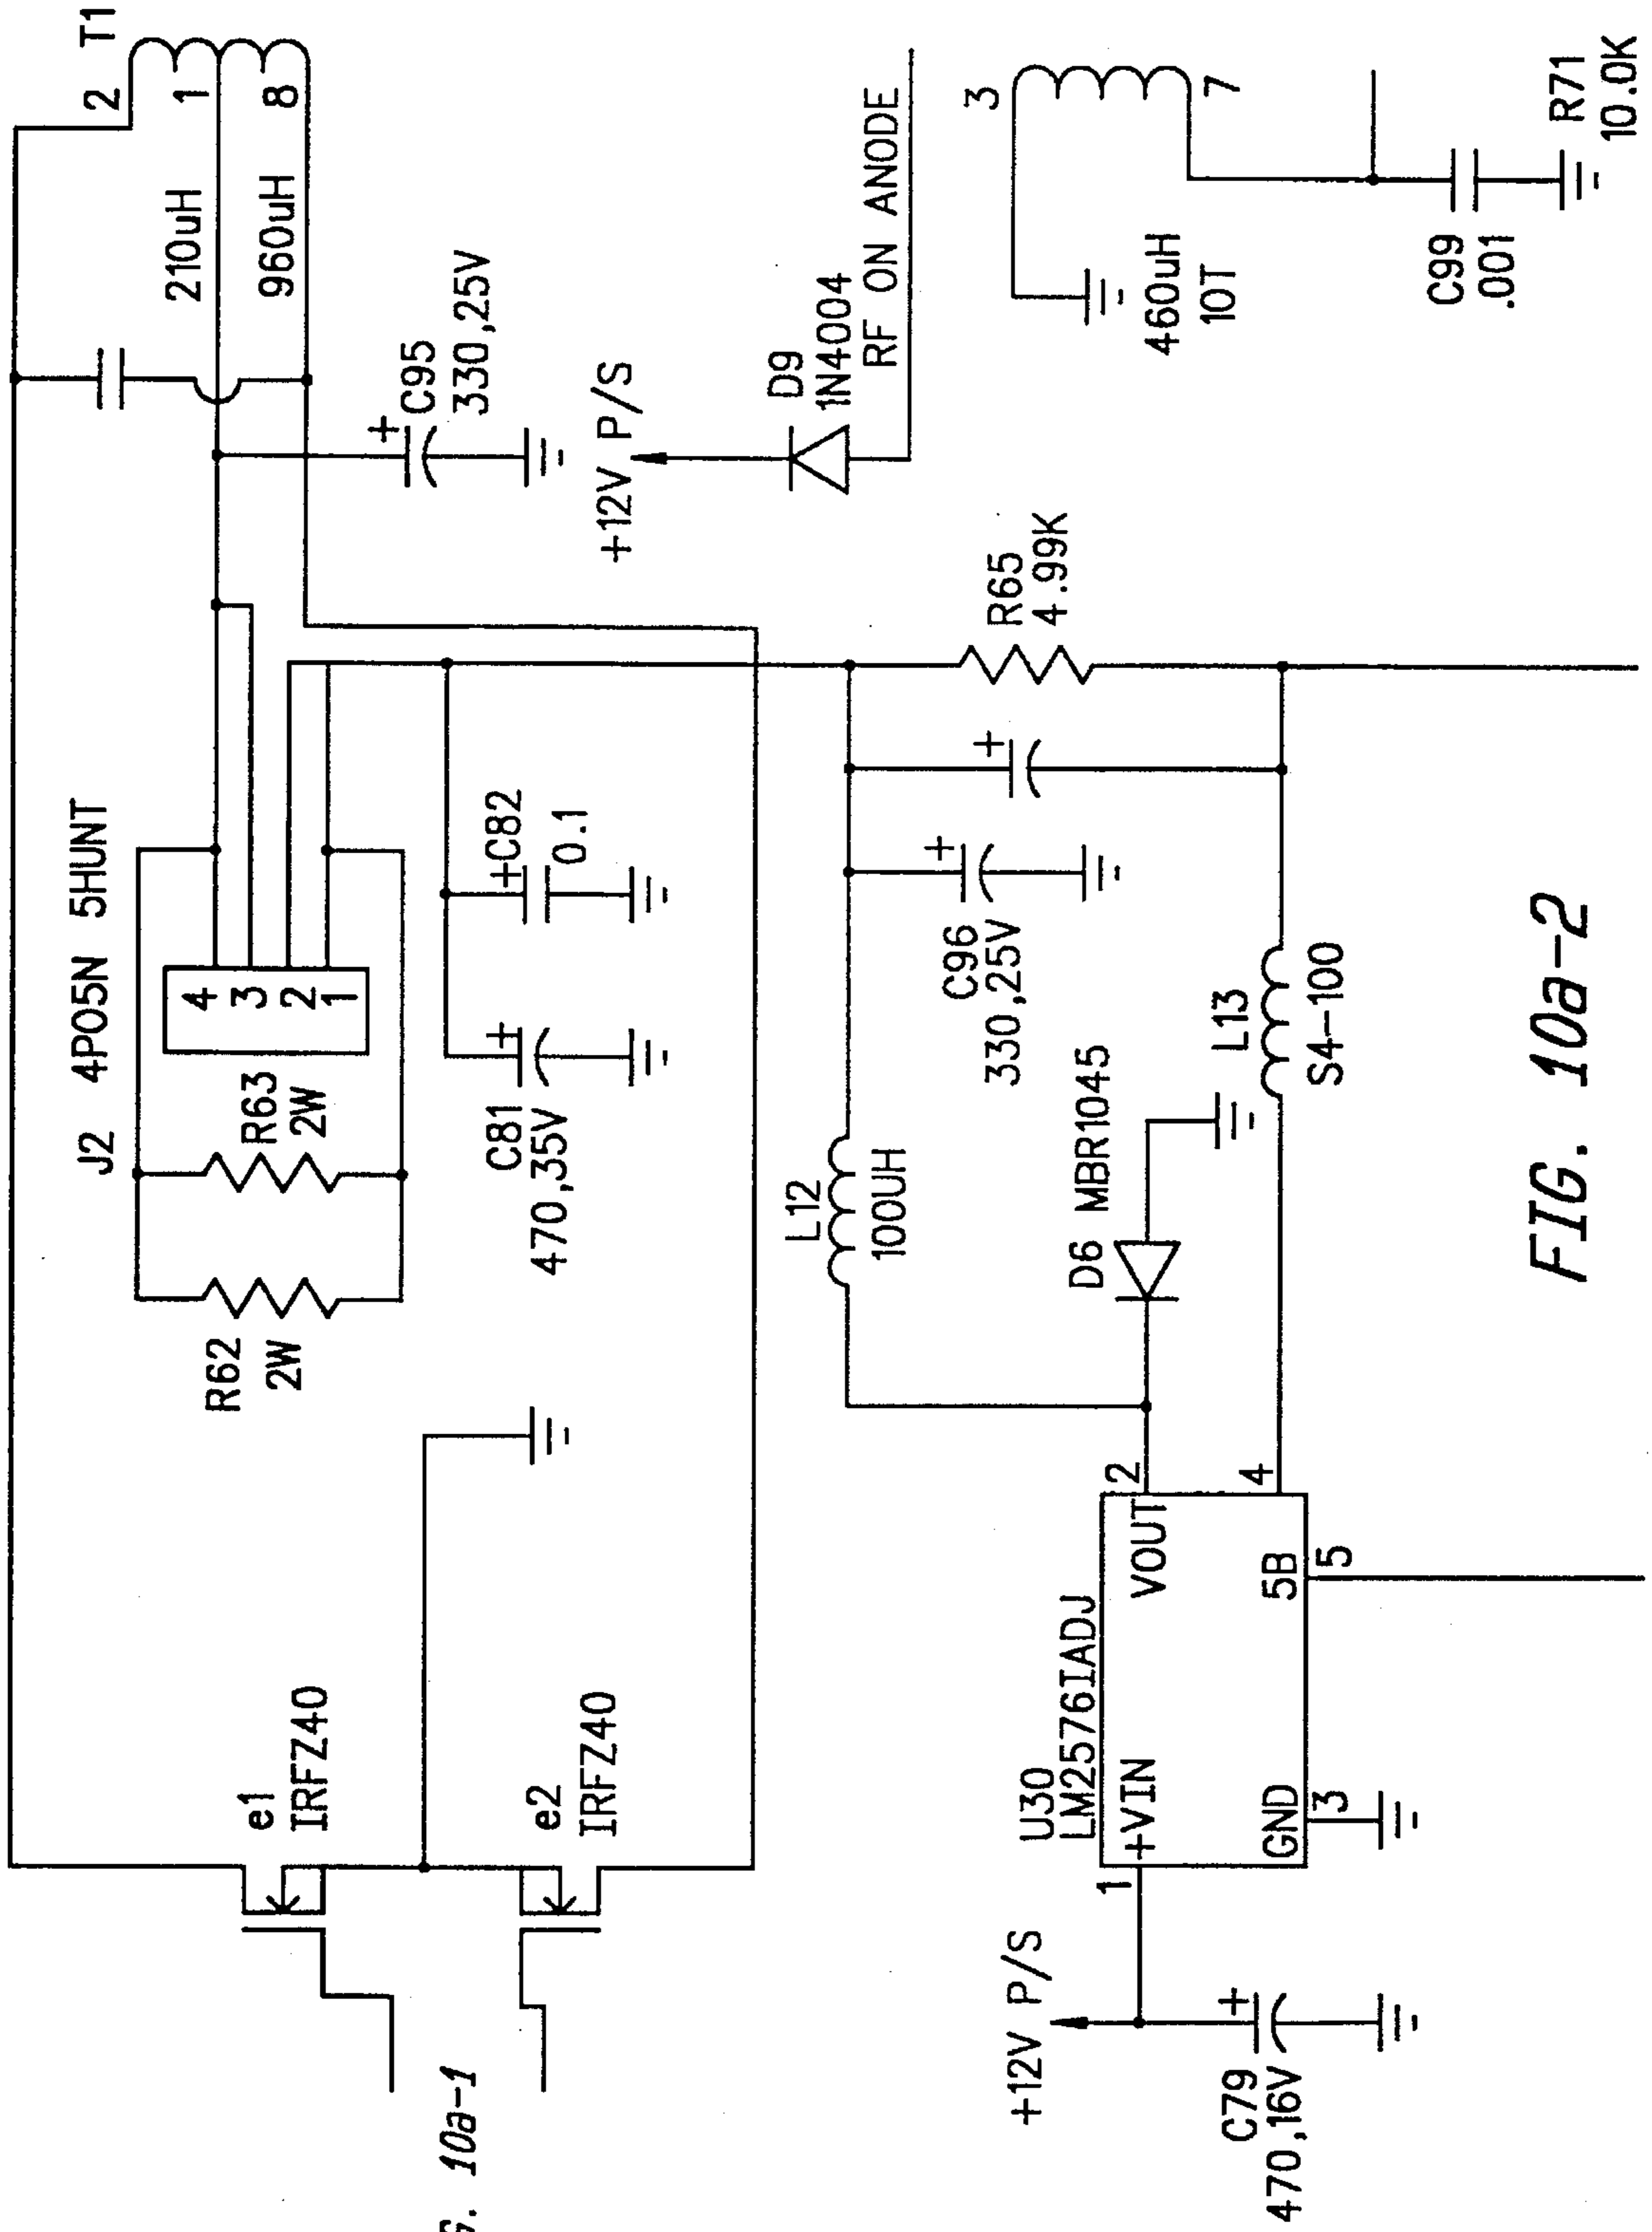 T1
2
1
8
210uH
960uH
C95
330,25V
+12V P/S
D9
1N4004
RF ON ANODE
3
7
460uH
10T
C99
.001
R71
10.0K
J2 4P05N 5HUNT
4
3
2
1
R63
2W
R62
2W
+C82
0.1
C81
470,35V
R65
4.99K
C96
330,25V
L12
100UH
D6 MBR1045
L13
S4-100
e1
IRFZ40
e2
IRFZ40
U30
LM2576IADJ
+VIN
VOUT
GND
5B
1
2
3
4
5
+12V P/S
C79
470,16V
G. 10a-1
FIG. 10a-2